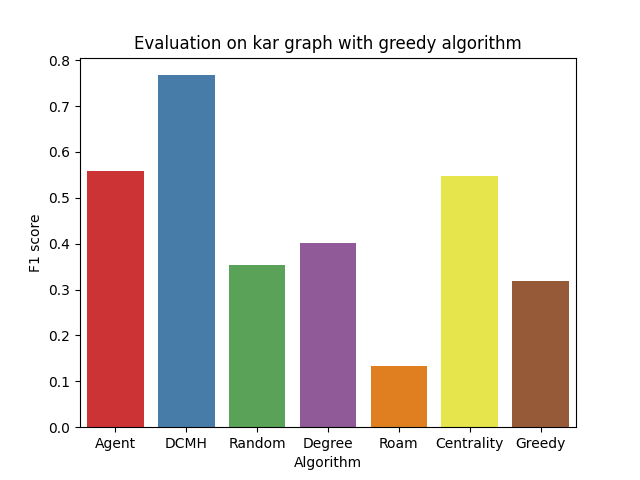 Evaluation on kar graph with greedy algorithm
F1 score
0.8
0.7
0.6
0.5
0.4
0.3
0.2
0.1
0.0
Agent DCMH Random Degree Roam Centrality Greedy
Algorithm